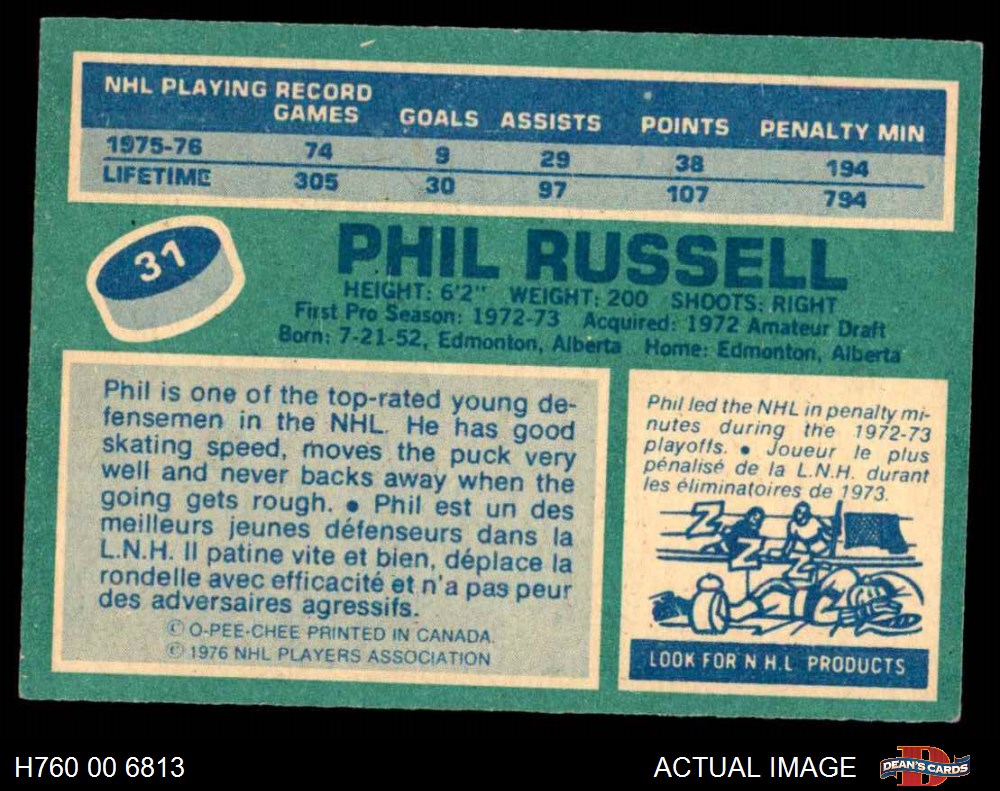 NHL PLAYING RECORD
GAMES GOALS ASSISTS POINTS PENALTY MIN
1975-76 74 9 29 38 194
LIFETIME 305 30 97 107 794
31
PHIL RUSSELL
HEIGHT: 6'2" WEIGHT: 200 SHOOTS: RIGHT
First Pro Season: 1972-73 Acquired: 1972 Amateur Draft
Born: 7-21-52, Edmonton, Alberta Home: Edmonton, Alberta
Phil is one of the top-rated young de-
fensemen in the NHL. He has good
skating speed, moves the puck very
well and never backs away when the
going gets rough. • Phil est un des
meilleurs jeunes défenseurs dans la
L.N.H. Il patine vite et bien, déplace la
rondelle avec efficacité et n'a pas peur
des adversaires agressifs.
© O-PEE-CHEE PRINTED IN CANADA.
© 1976 NHL PLAYERS ASSOCIATION
Phil led the NHL in penalty mi-
nutes during the 1972-73
playoffs. • Joueur le plus
pénalisé de la L.N.H. durant
les éliminatoires de 1973.
Z
Z
Z
LOOK FOR N H.L PRODUCTS
H760 00 6813
ACTUAL IMAGE
D
DEAN'S CARDS